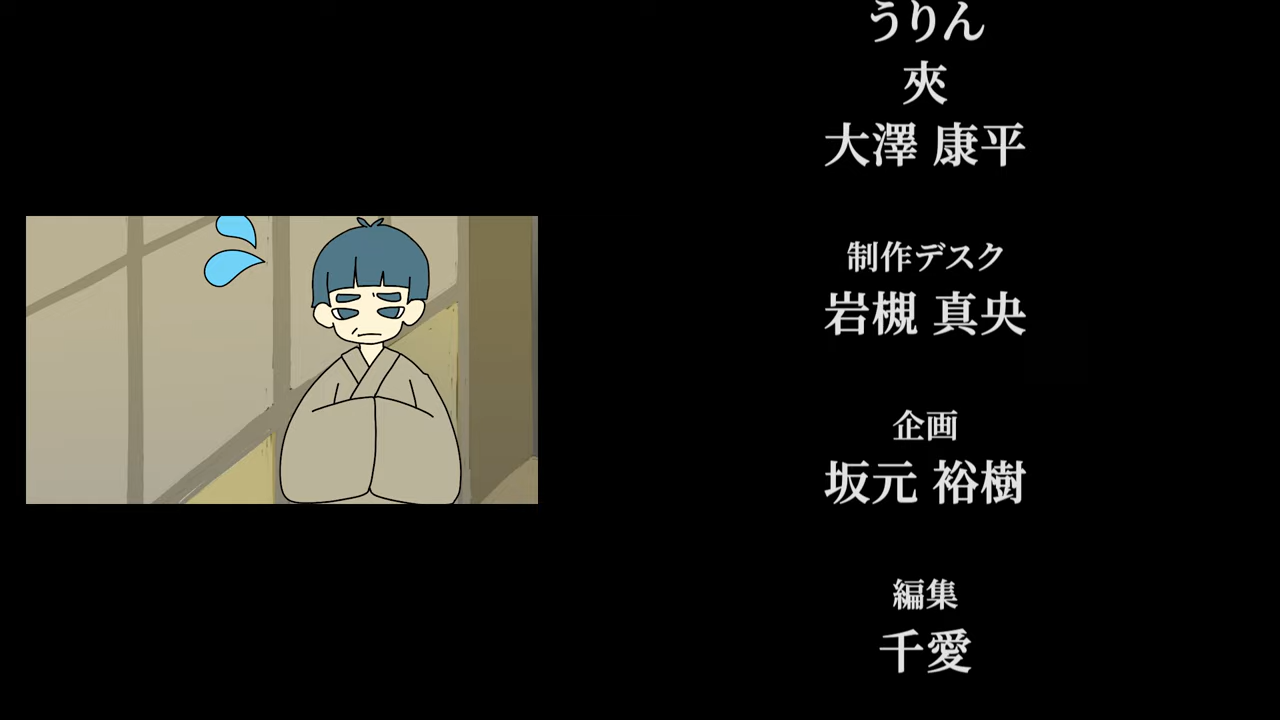 うりん
夾
大澤 康平
制作デスク
岩槻 真央
企画
坂元 裕樹
編集
千愛